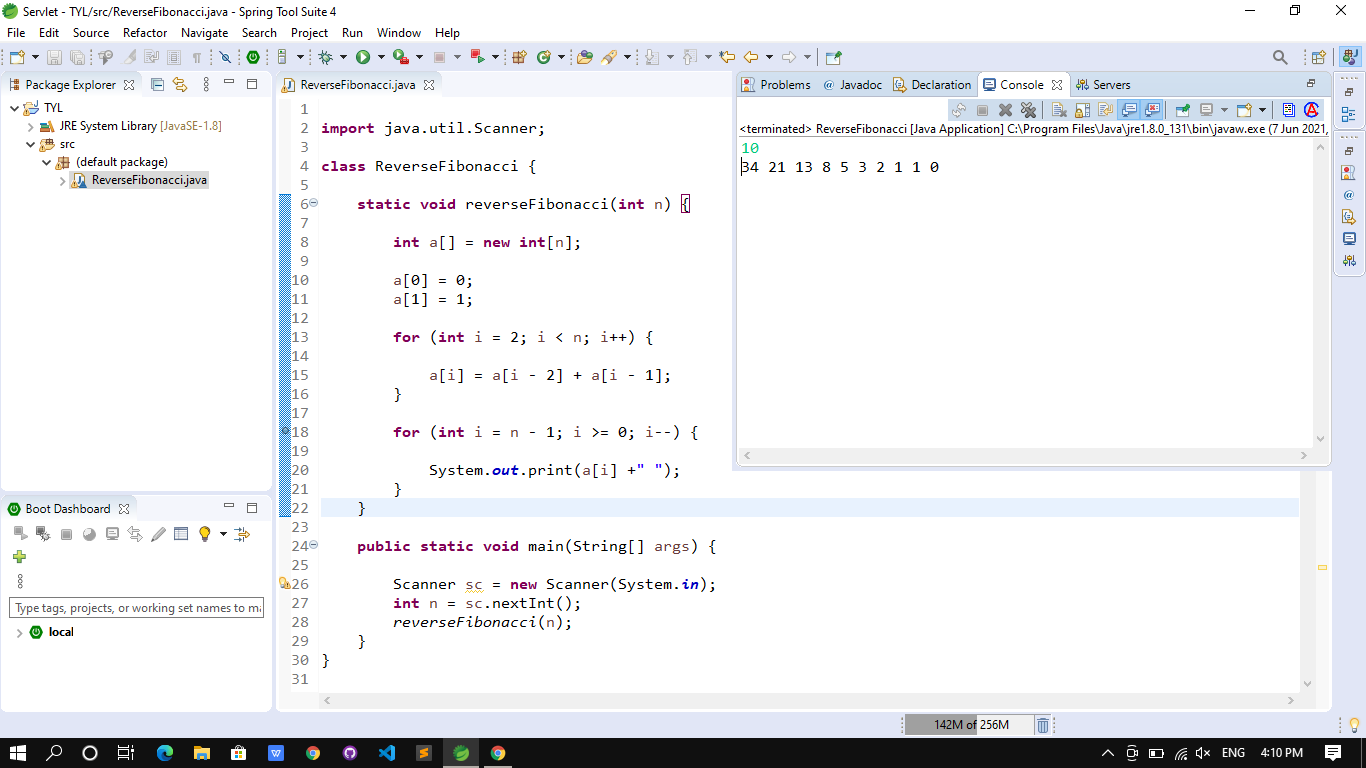 Servlet - TYL/src/ReverseFibonacci.java - Spring Tool Suite 4
File Edit Source Refactor Navigate Search Project Run Window Help
Package Explorer
TYL
JRE System Library [JavaSE-1.8]
src
(default package)
ReverseFibonacci.java
Boot Dashboard
Type tags, projects, or working set names to ma
local
ReverseFibonacci.java
1
2 import java.util.Scanner;
3
4 class ReverseFibonacci {
5
6 static void reverseFibonacci(int n) {
7
8 int a[] = new int[n];
9
10 a[0] = 0;
11 a[1] = 1;
12
13 for (int i = 2; i < n; i++) {
14
15 a[i] = a[i - 2] + a[i - 1];
16 }
17
18 for (int i = n - 1; i >= 0; i--) {
19
20 System.out.print(a[i] +" ");
21 }
22 }
23
24 public static void main(String[] args) {
25
26 Scanner sc = new Scanner(System.in);
27 int n = sc.nextInt();
28 reverseFibonacci(n);
29 }
30 }
31
Problems Javadoc Declaration Console Servers
<terminated> ReverseFibonacci [Java Application] C:\Program Files\Java\jre1.8.0_131\bin\javaw.exe (7 Jun 2021,
10
34 21 13 8 5 3 2 1 1 0
142M of 256M
ENG 4:10 PM